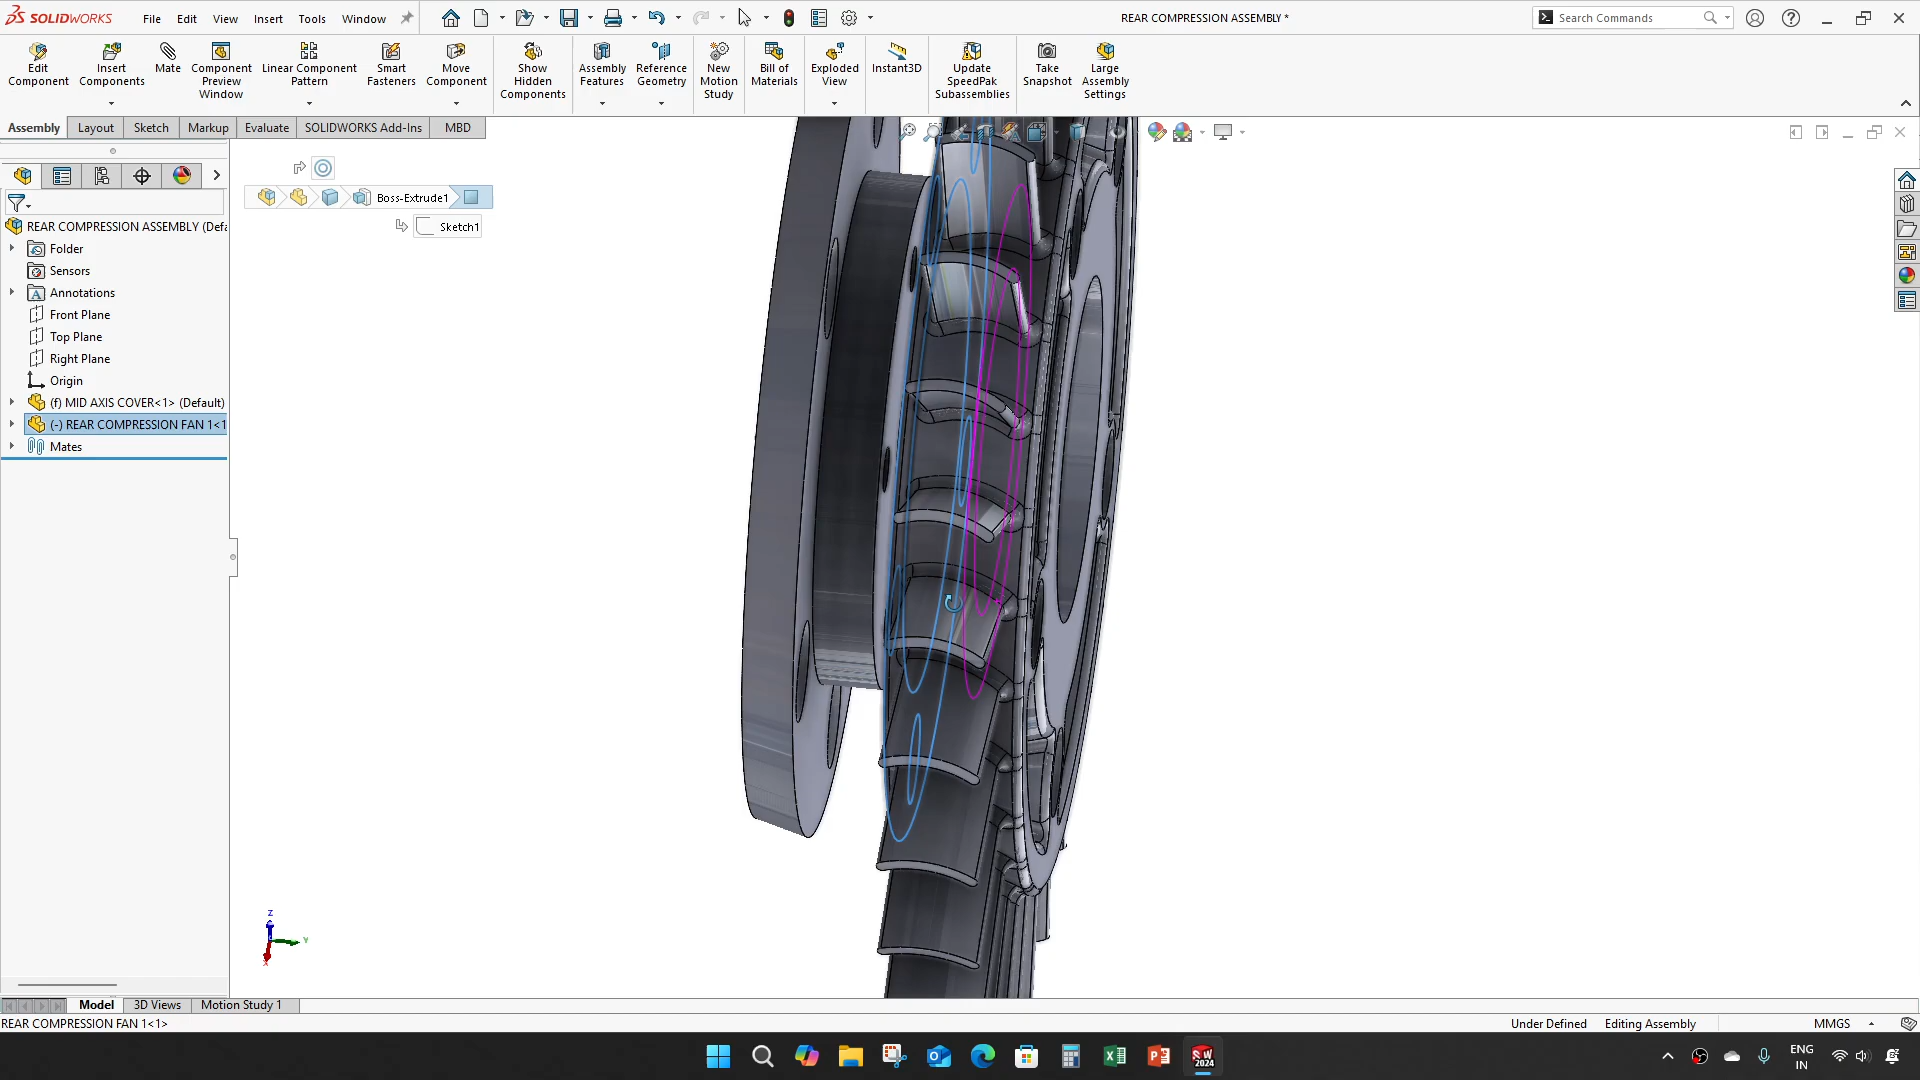 SOLIDWORKS
File Edit View Insert Tools Window
REAR COMPRESSION ASSEMBLY *
Search Commands
Edit Component
Insert Components
Mate
Component Preview Window
Linear Component Pattern
Smart Fasteners
Move Component
Show Hidden Components
Assembly Features
Reference Geometry
New Motion Study
Bill of Materials
Exploded View
Instant3D
Update SpeedPak Subassemblies
Take Snapshot
Large Assembly Settings
Assembly Layout Sketch Markup Evaluate SOLIDWORKS Add-Ins MBD
Boss-Extrude1
Sketch1
REAR COMPRESSION ASSEMBLY (Defa
Folder
Sensors
Annotations
Front Plane
Top Plane
Right Plane
Origin
(f) MID AXIS COVER<1> (Default)
(-) REAR COMPRESSION FAN 1<1
Mates
Z
Y
X
Model 3D Views Motion Study 1
REAR COMPRESSION FAN 1<1>
Under Defined Editing Assembly MMGS
SW 2024
ENG
IN